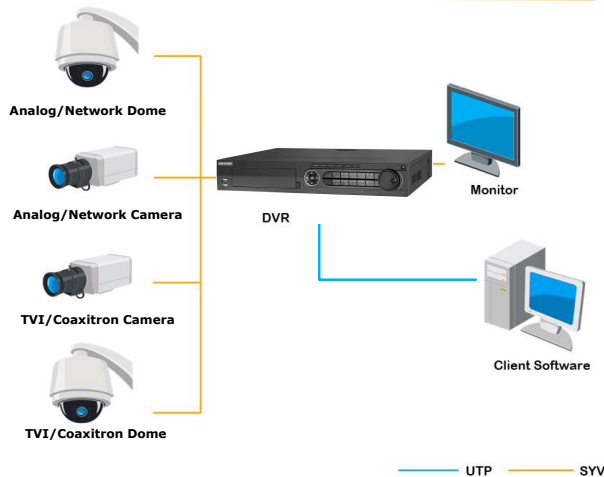 Analog/Network Dome
Analog/Network Camera
DVR
Monitor
TVI/Coaxitron Camera
Client Software
TVI/Coaxitron Dome
UTP
SYV